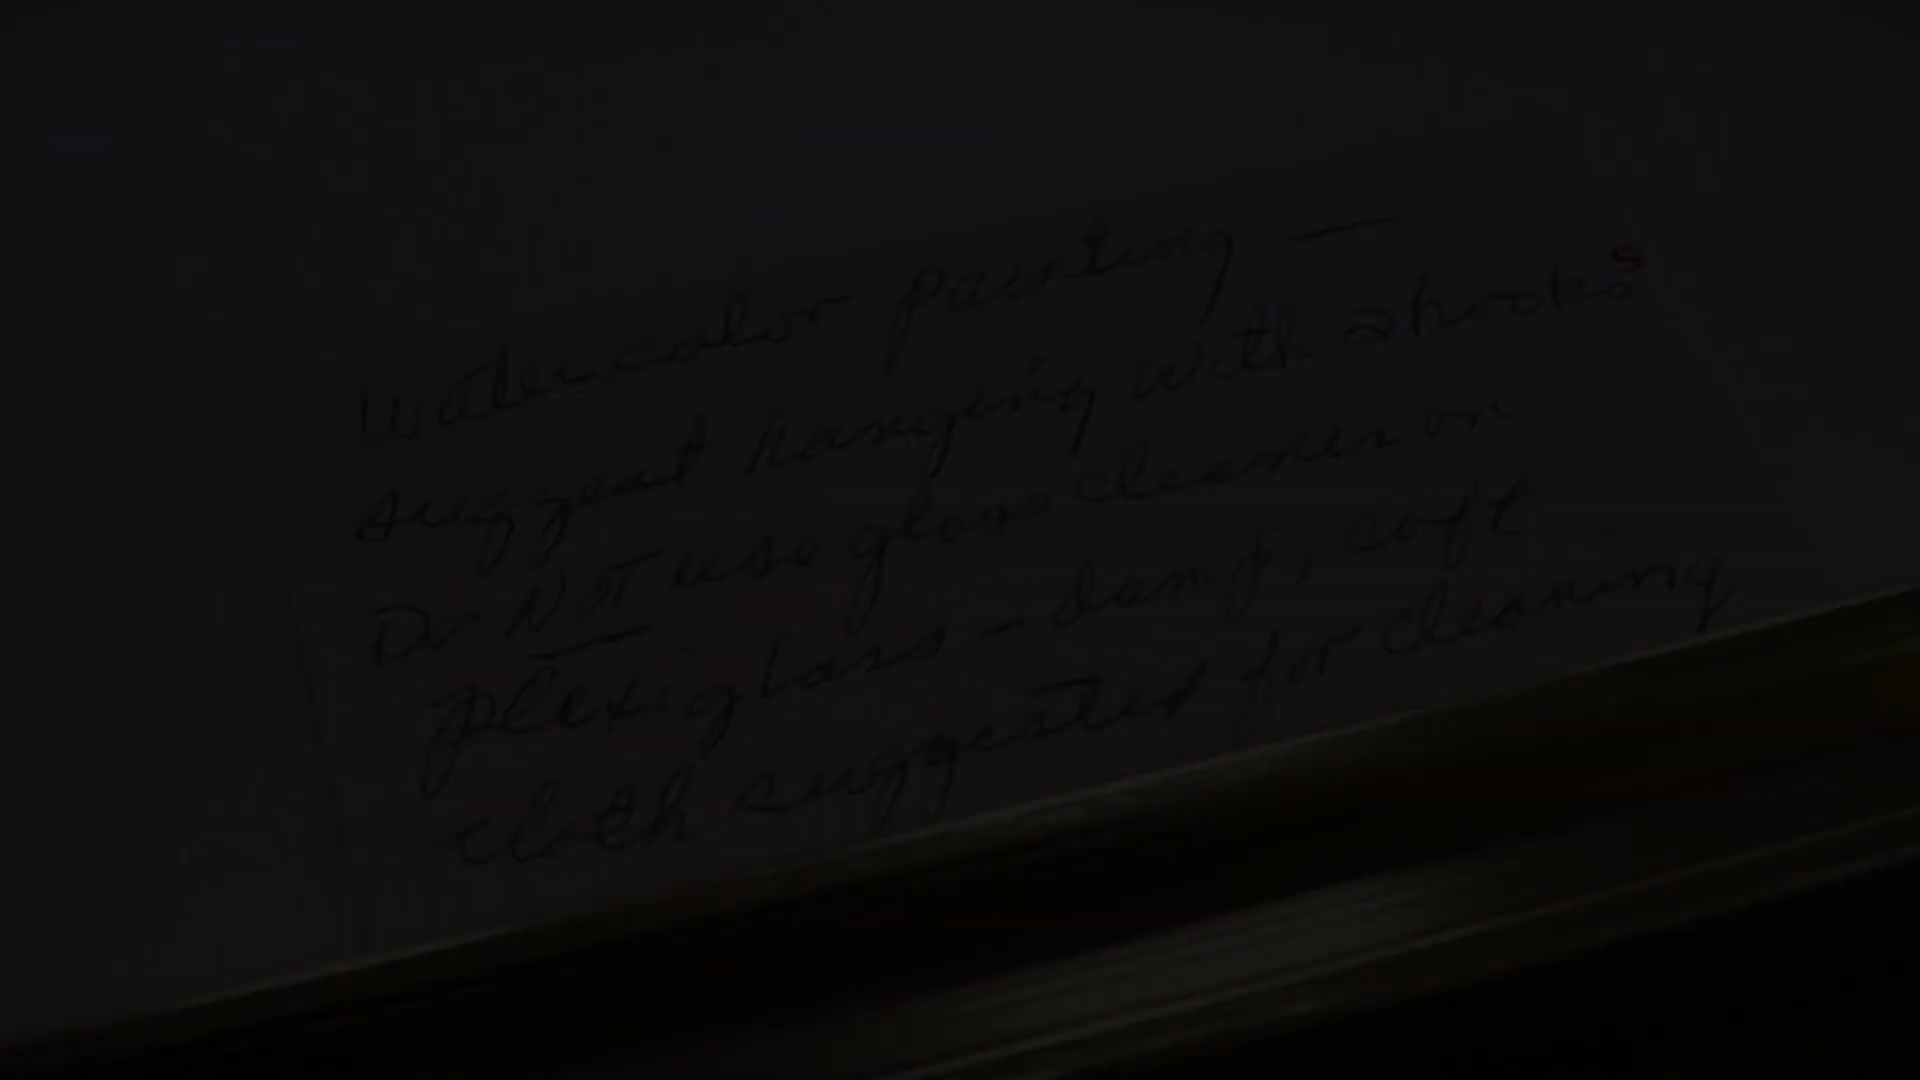 Watercolor painting —
suggest hanging with 2 hooks
Do NOT use glass cleaner on
plexiglass - damp, soft
cloth suggested for cleaning